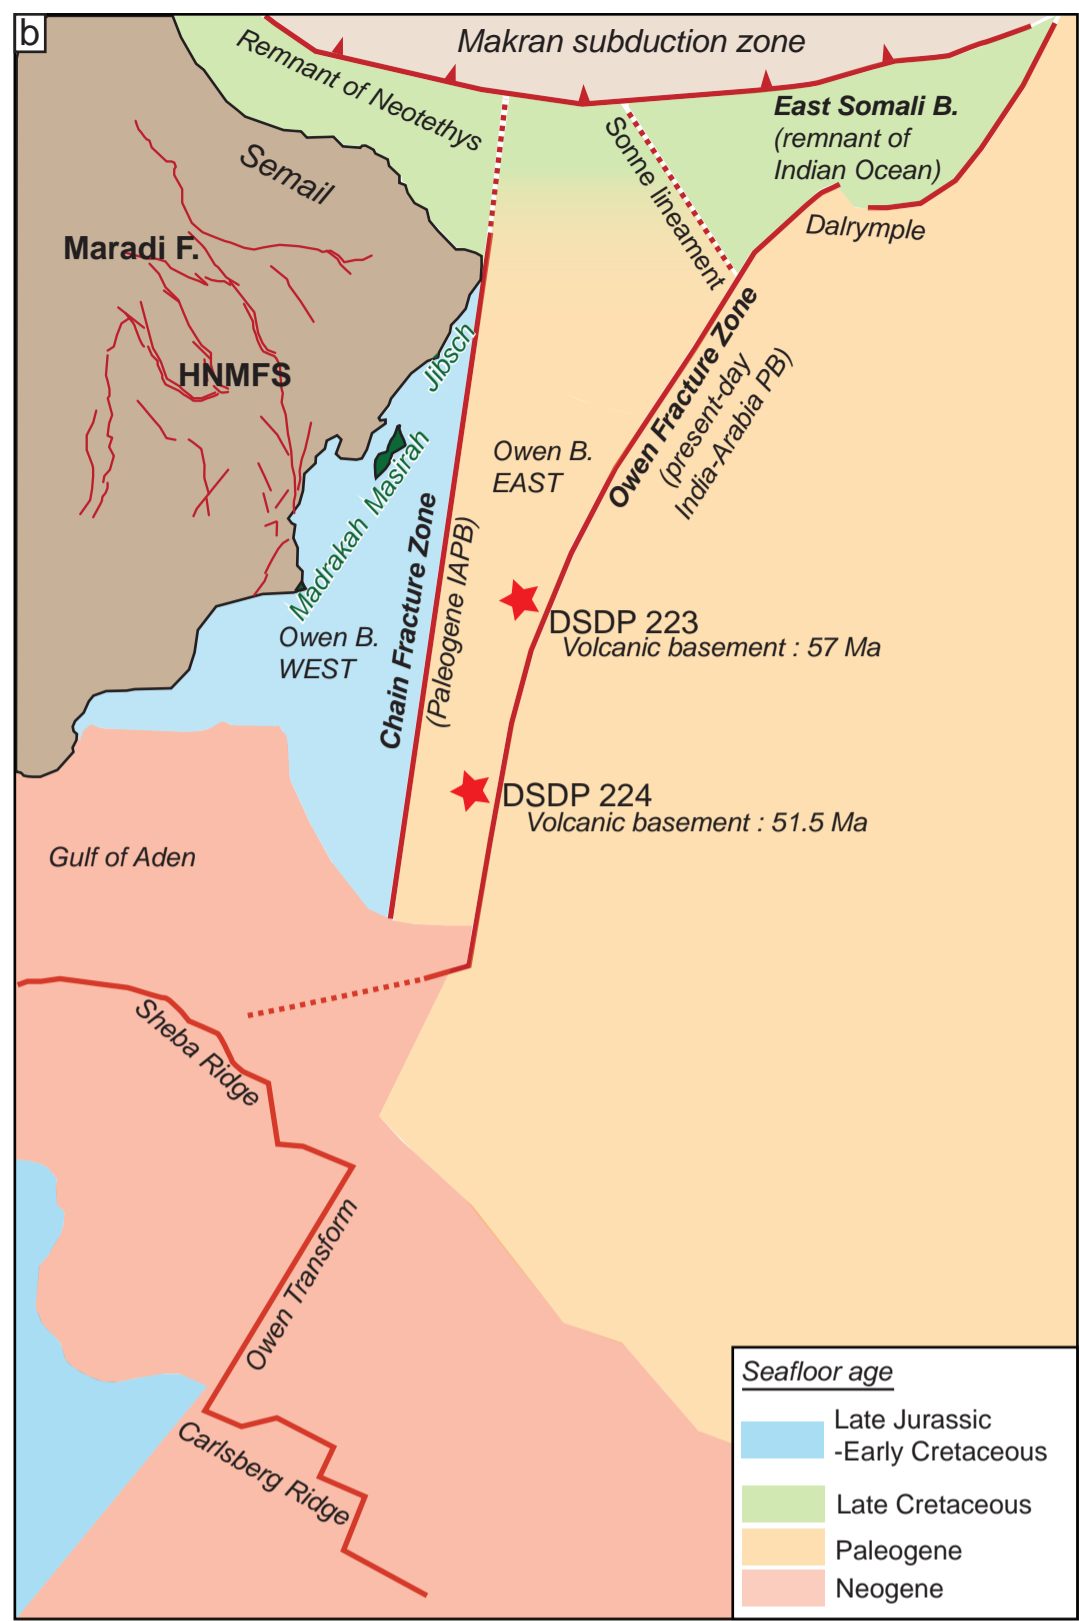 b
Makran subduction zone
Remnant of Neotethys
East Somali B.
(remnant of
Indian Ocean)
Sonne lineament
Dalrymple
Semail
Maradi F.
HNMFS
Jibsch
Masirah
Madrakah
Owen Fracture Zone
(present-day
India-Arabia PB)
Owen B.
EAST
Chain Fracture Zone
(Paleogene IAPB)
Owen B.
WEST
DSDP 223
Volcanic basement : 57 Ma
DSDP 224
Volcanic basement : 51.5 Ma
Gulf of Aden
Sheba Ridge
Owen Transform
Carlsberg Ridge
Seafloor age
Late Jurassic
-Early Cretaceous
Late Cretaceous
Paleogene
Neogene